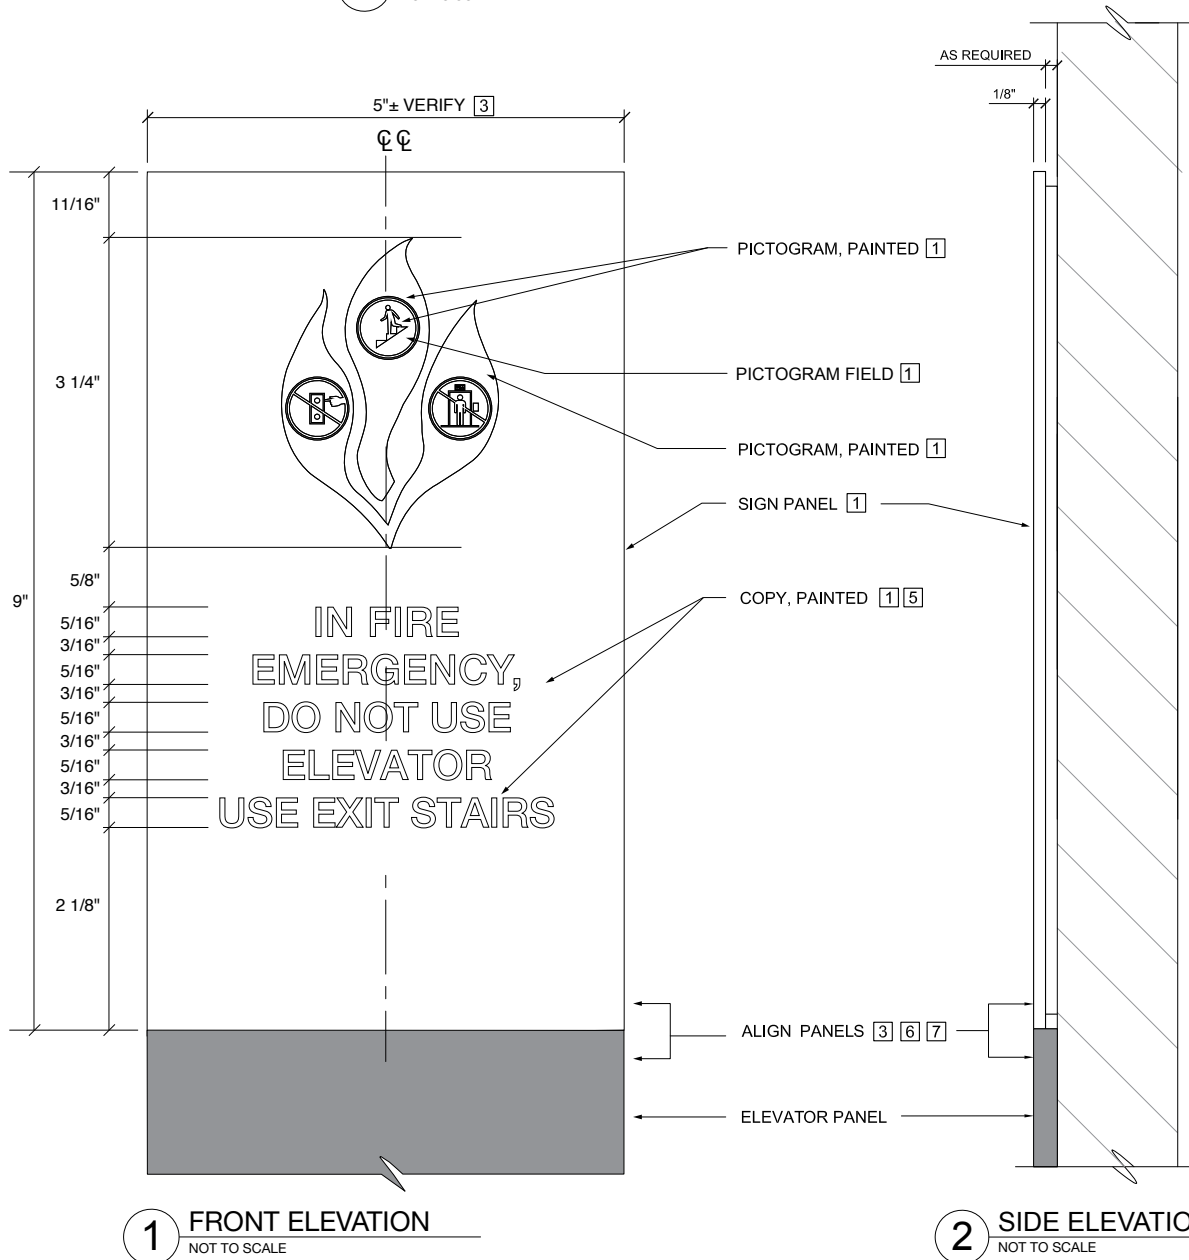 AS REQUIRED
1/8"
5"± VERIFY 3
℄ ℄
11/16"
PICTOGRAM, PAINTED 1
3 1/4"
PICTOGRAM FIELD 1
PICTOGRAM, PAINTED 1
SIGN PANEL 1
5/8"
9"
COPY, PAINTED 1 5
5/16"
3/16"
5/16"
3/16"
5/16"
3/16"
5/16"
3/16"
5/16"
IN FIRE
EMERGENCY,
DO NOT USE
ELEVATOR
USE EXIT STAIRS
2 1/8"
ALIGN PANELS 3 6 7
ELEVATOR PANEL
1 FRONT ELEVATION
NOT TO SCALE
2 SIDE ELEVATIO
NOT TO SCALE